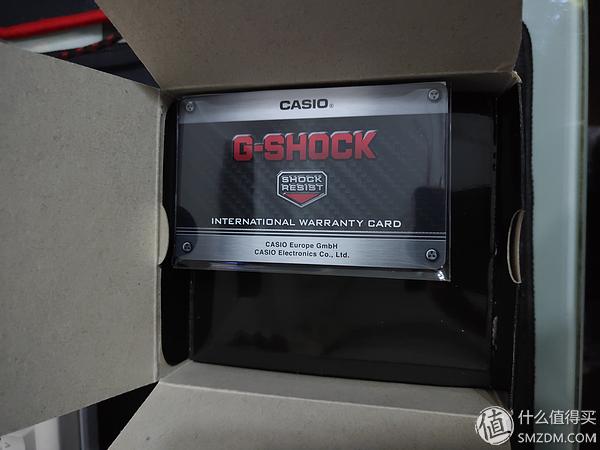 CASIO®
G-SHOCK
SHOCK
RESIST
INTERNATIONAL WARRANTY CARD
CASIO Europe GmbH
CASIO Electronics Co., Ltd.
值 什么值得买
SMZDM.COM